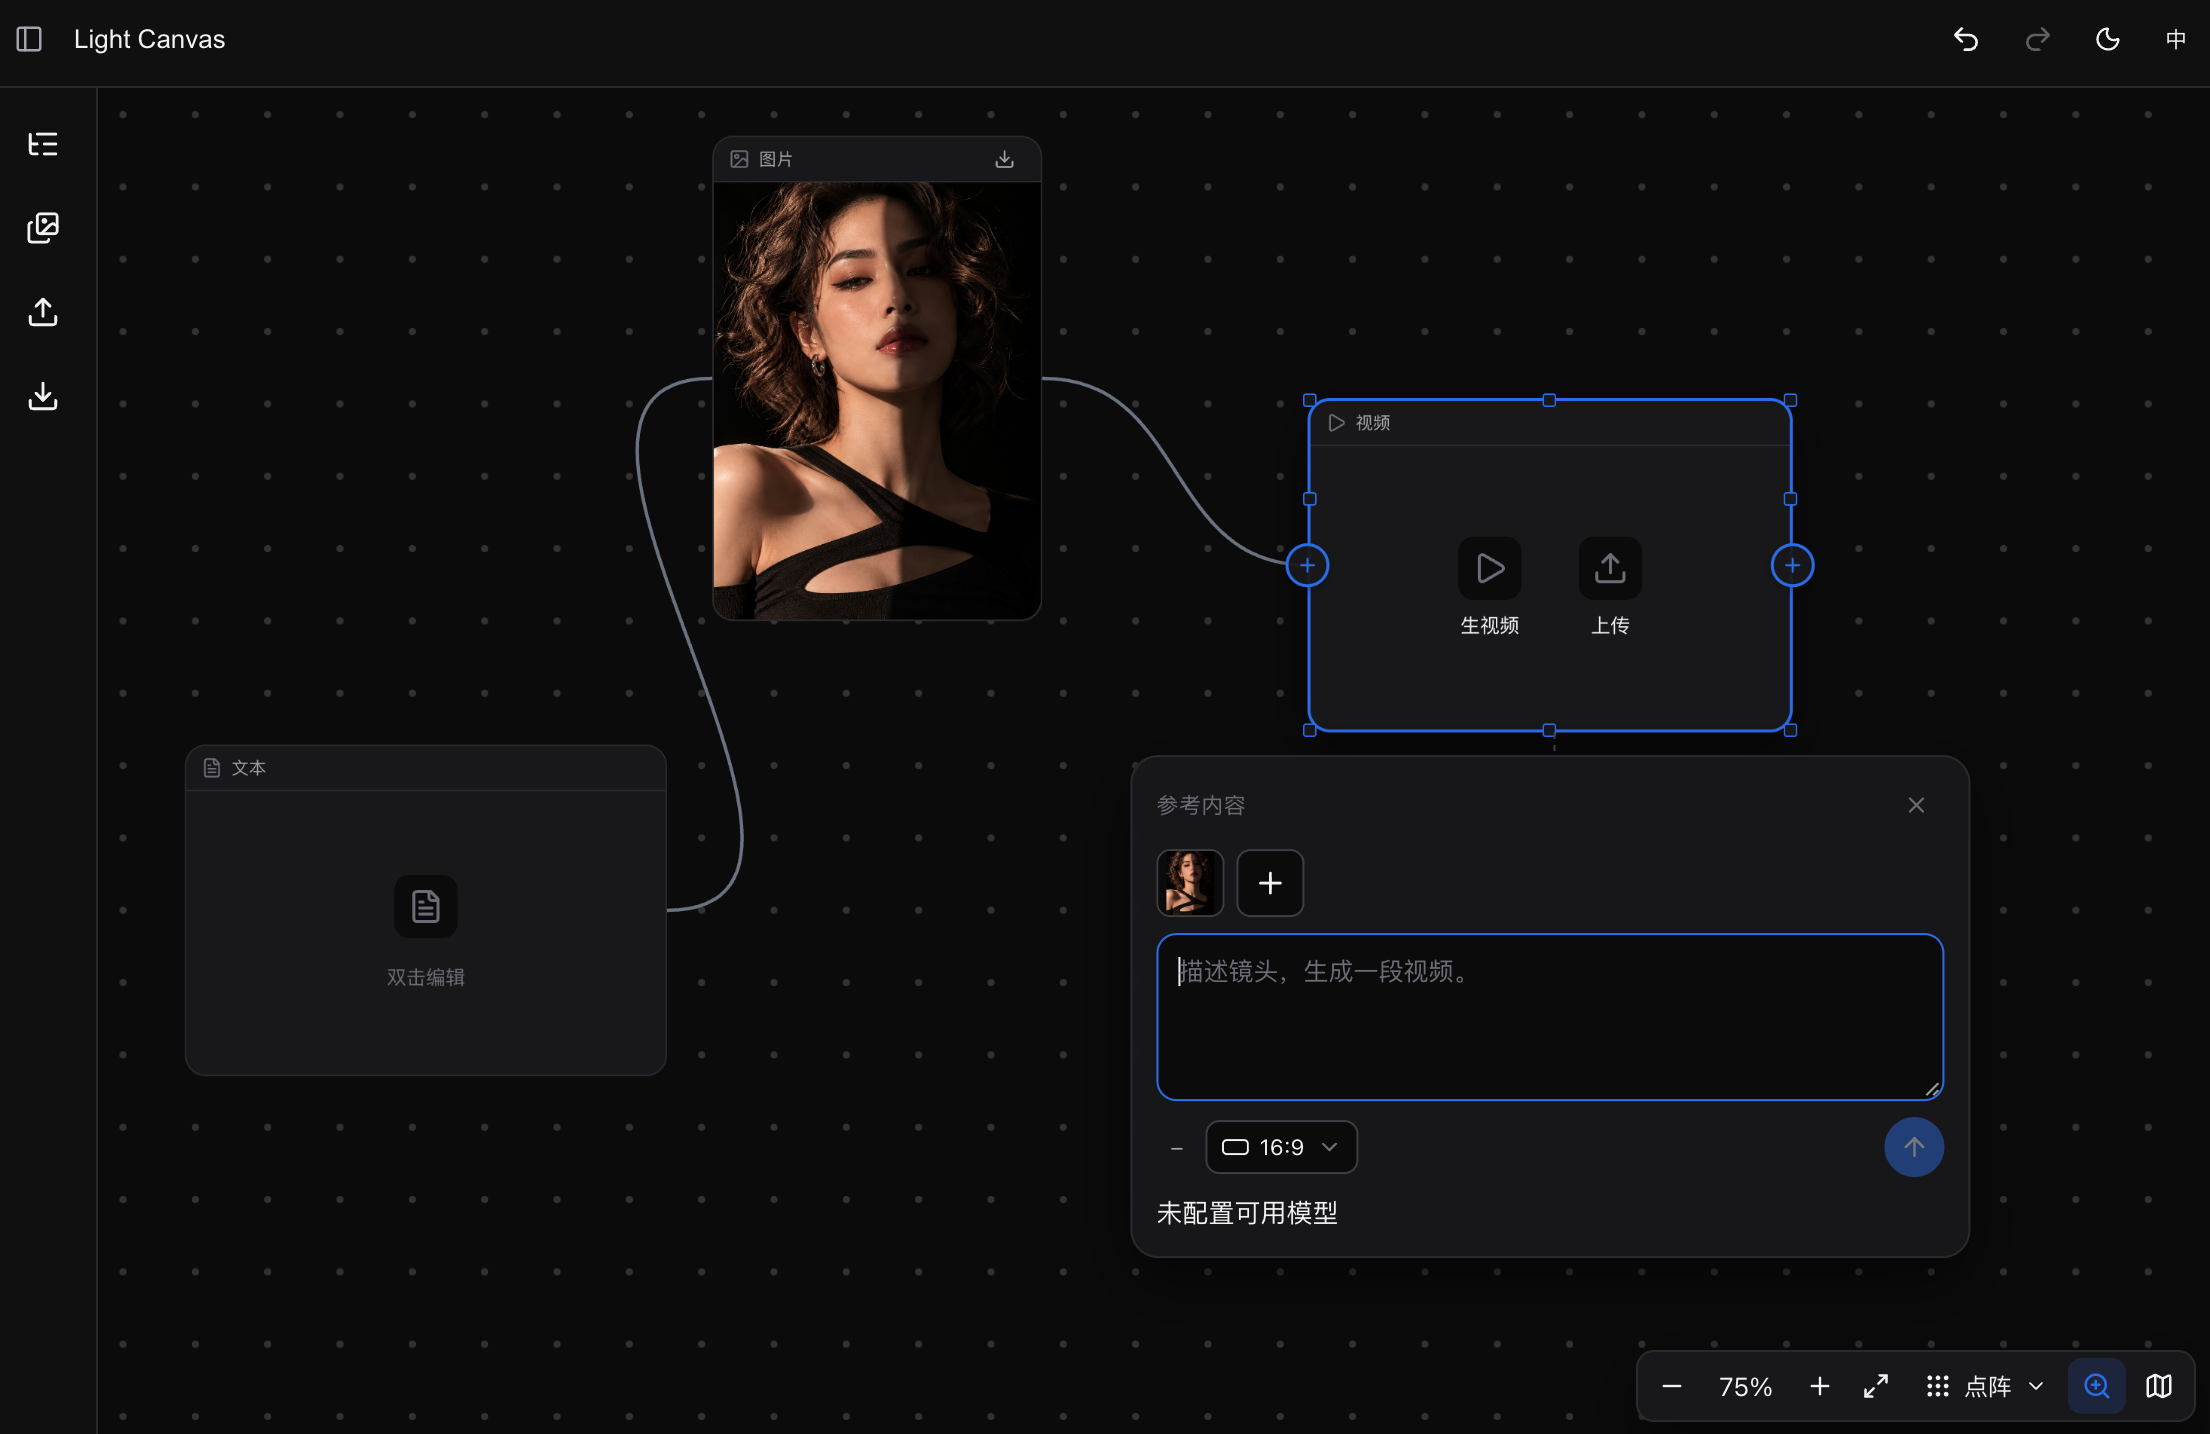 Light Canvas
中
图片
视频
生视频
上传
文本
双击编辑
参考内容
描述镜头，生成一段视频。
– 16:9
未配置可用模型
75%
点阵